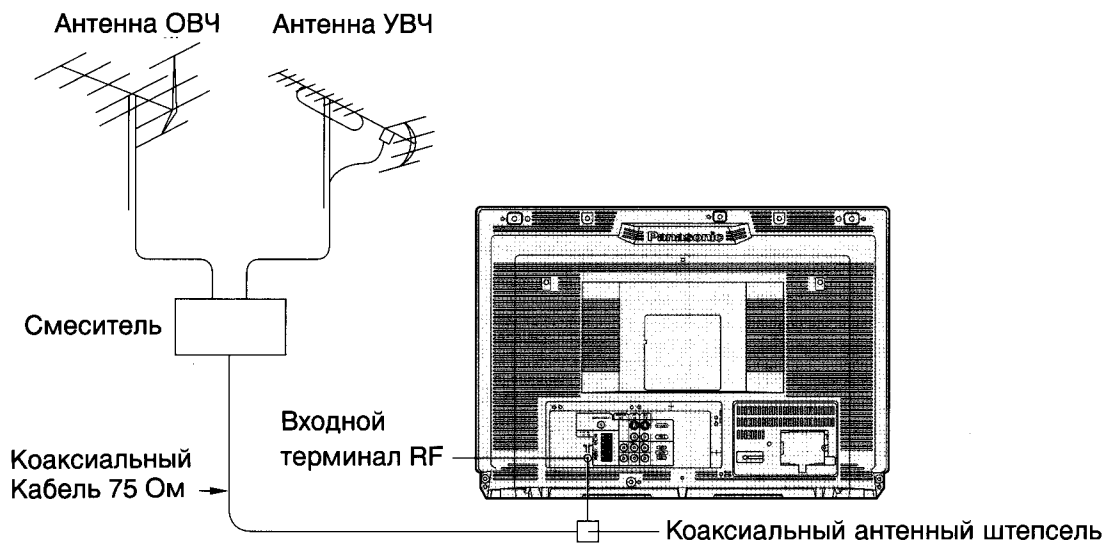 Антенна ОВЧ
Антенна УВЧ
Panasonic
Смеситель
Входной
терминал RF
Коаксиальный
Кабель 75 Ом
Коаксиальный антенный штепсель